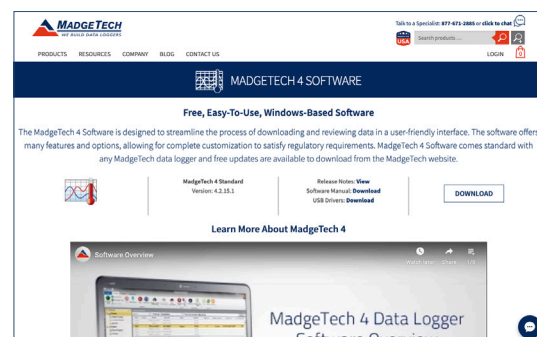 MADGETECH
WE BUILD DATA LOGGERS
Talk to a Specialist: 877-671-2885 or click to chat
USA
Search products ...
PRODUCTS RESOURCES COMPANY BLOG CONTACT US
LOGIN
0
MADGETECH 4 SOFTWARE
Free, Easy-To-Use, Windows-Based Software
The MadgeTech 4 Software is designed to streamline the process of downloading and reviewing data in a user-friendly interface. The software offers
many features and options, allowing for complete customization to satisfy regulatory requirements. MadgeTech 4 Software comes standard with
any MadgeTech data logger and free updates are available to download from the MadgeTech website.
MadgeTech 4 Standard
Version: 4.2.15.1
Release Notes: View
Software Manual: Download
USB Drivers: Download
DOWNLOAD
Learn More About MadgeTech 4
Software Overview
Watch later Share 1/8
MadgeTech 4 Data Logger
Software Overview